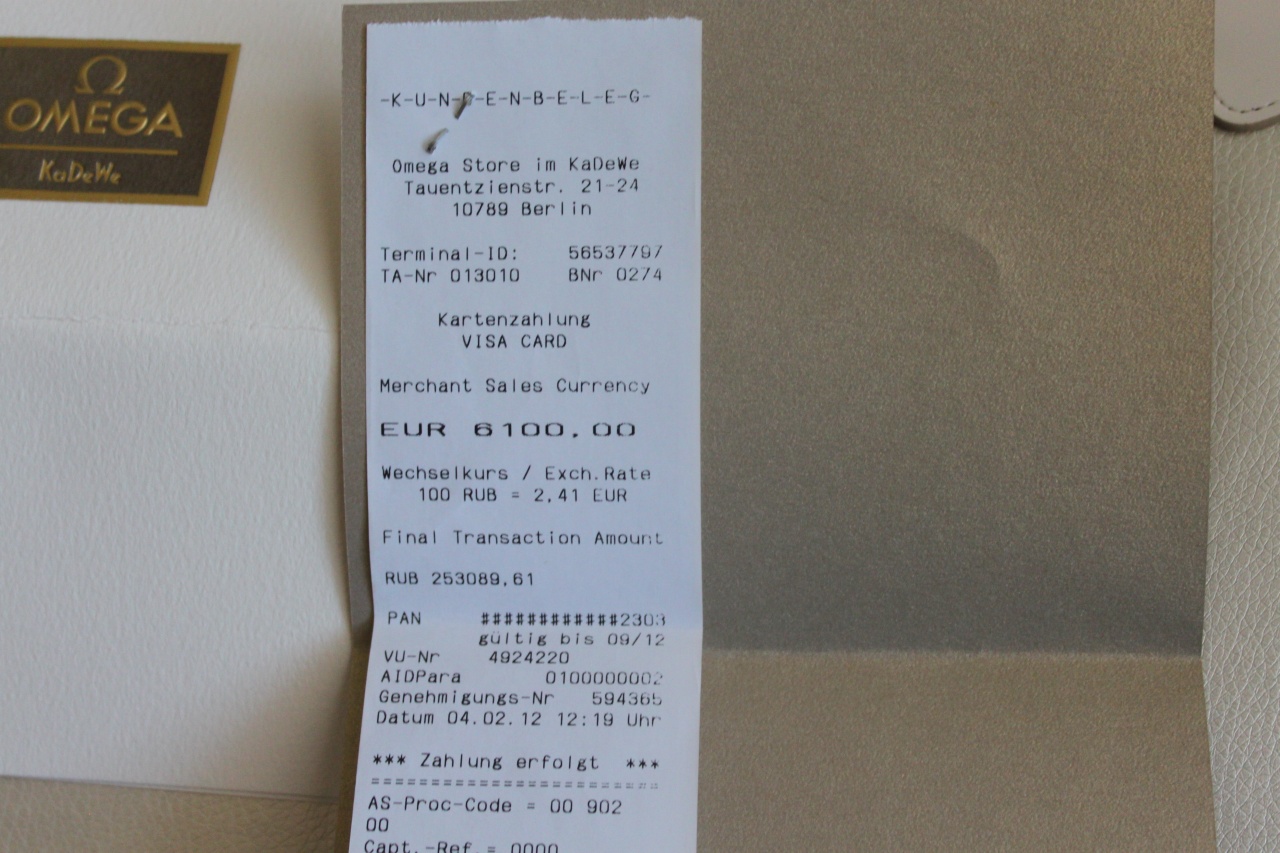 Ω
OMEGA
KaDeWe
-K-U-N-D-E-N-B-E-L-E-G-
Omega Store im KaDeWe
Tauentzienstr. 21-24
10789 Berlin
Terminal-ID: 56537797
TA-Nr 013010 BNr 0274
Kartenzahlung
VISA CARD
Merchant Sales Currency
EUR 6100,00
Wechselkurs / Exch.Rate
100 RUB = 2,41 EUR
Final Transaction Amount
RUB 253089,61
PAN ############2303
gültig bis 09/12
VU-Nr 4924220
AIDPara 0100000002
Genehmigungs-Nr 594365
Datum 04.02.12 12:19 Uhr
*** Zahlung erfolgt ***
========================
AS-Proc-Code = 00 902
00
Capt.-Ref.= 0000